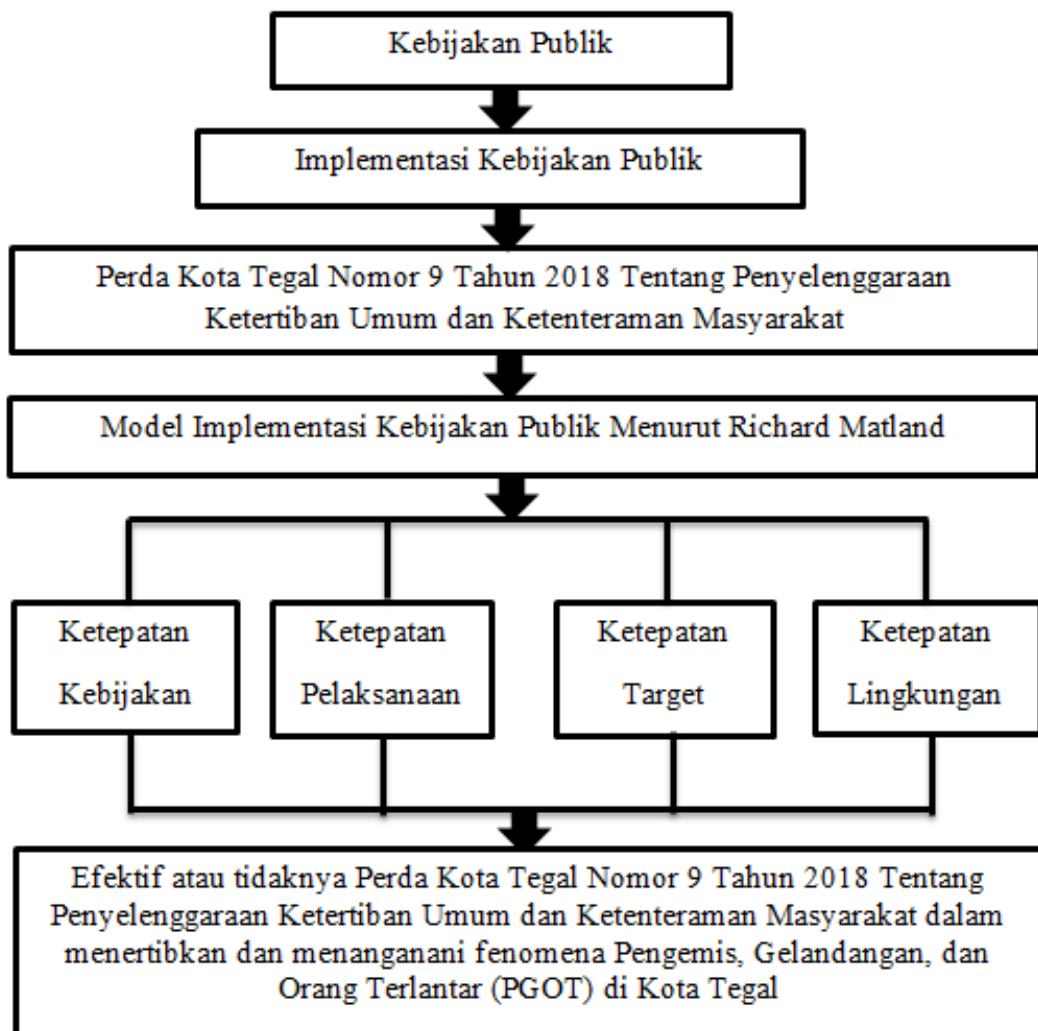 Kebijakan Publik
Implementasi Kebijakan Publik
Perda Kota Tegal Nomor 9 Tahun 2018 Tentang Penyelenggaraan
Ketertiban Umum dan Ketenteraman Masyarakat
Model Implementasi Kebijakan Publik Menurut Richard Matland
Ketepatan
Kebijakan
Ketepatan
Pelaksanaan
Ketepatan
Target
Ketepatan
Lingkungan
Efektif atau tidaknya Perda Kota Tegal Nomor 9 Tahun 2018 Tentang
Penyelenggaraan Ketertiban Umum dan Ketenteraman Masyarakat dalam
menertibkan dan menanganani fenomena Pengemis, Gelandangan, dan
Orang Terlantar (PGOT) di Kota Tegal